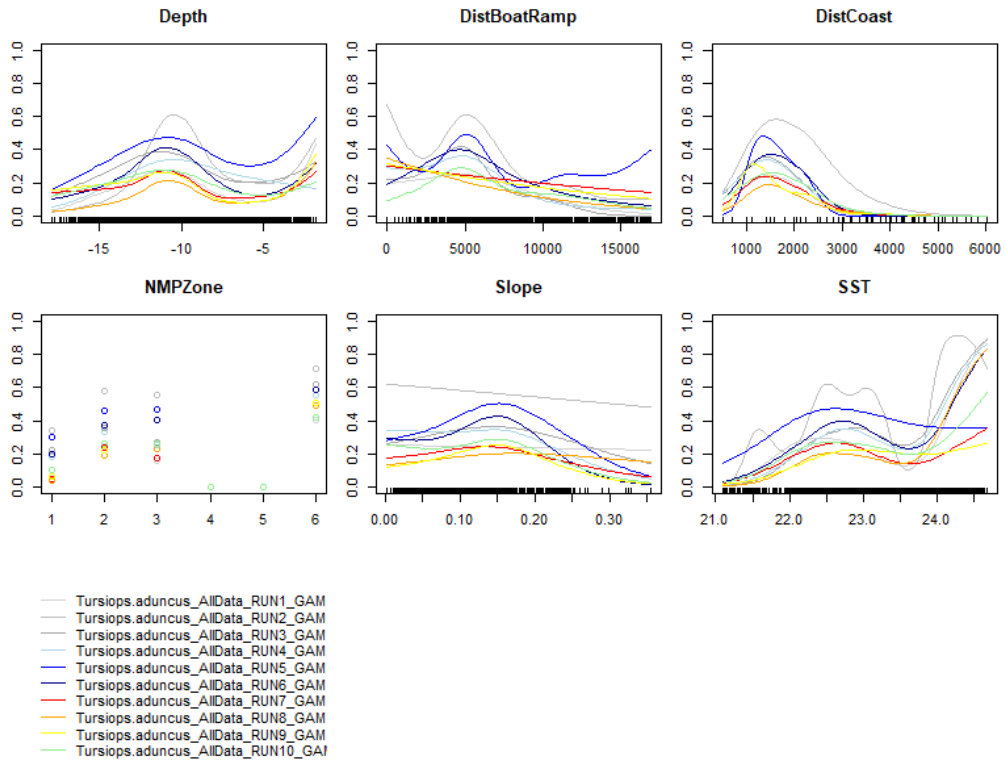 Depth DistBoatRamp DistCoast
0.0 0.2 0.4 0.6 0.8 1.0 0.0 0.2 0.4 0.6 0.8 1.0 0.0 0.2 0.4 0.6 0.8 1.0
-15 -10 -5 0 5000 10000 15000 1000 2000 3000 4000 5000 6000
NMPZone Slope SST
0.0 0.2 0.4 0.6 0.8 1.0 0.0 0.2 0.4 0.6 0.8 1.0 0.0 0.2 0.4 0.6 0.8 1.0
1 2 3 4 5 6 0.00 0.10 0.20 0.30 21.0 22.0 23.0 24.0
Tursiops.aduncus_AllData_RUN1_GAM
Tursiops.aduncus_AllData_RUN2_GAM
Tursiops.aduncus_AllData_RUN3_GAM
Tursiops.aduncus_AllData_RUN4_GAM
Tursiops.aduncus_AllData_RUN5_GAM
Tursiops.aduncus_AllData_RUN6_GAM
Tursiops.aduncus_AllData_RUN7_GAM
Tursiops.aduncus_AllData_RUN8_GAM
Tursiops.aduncus_AllData_RUN9_GAM
Tursiops.aduncus_AllData_RUN10_GAI